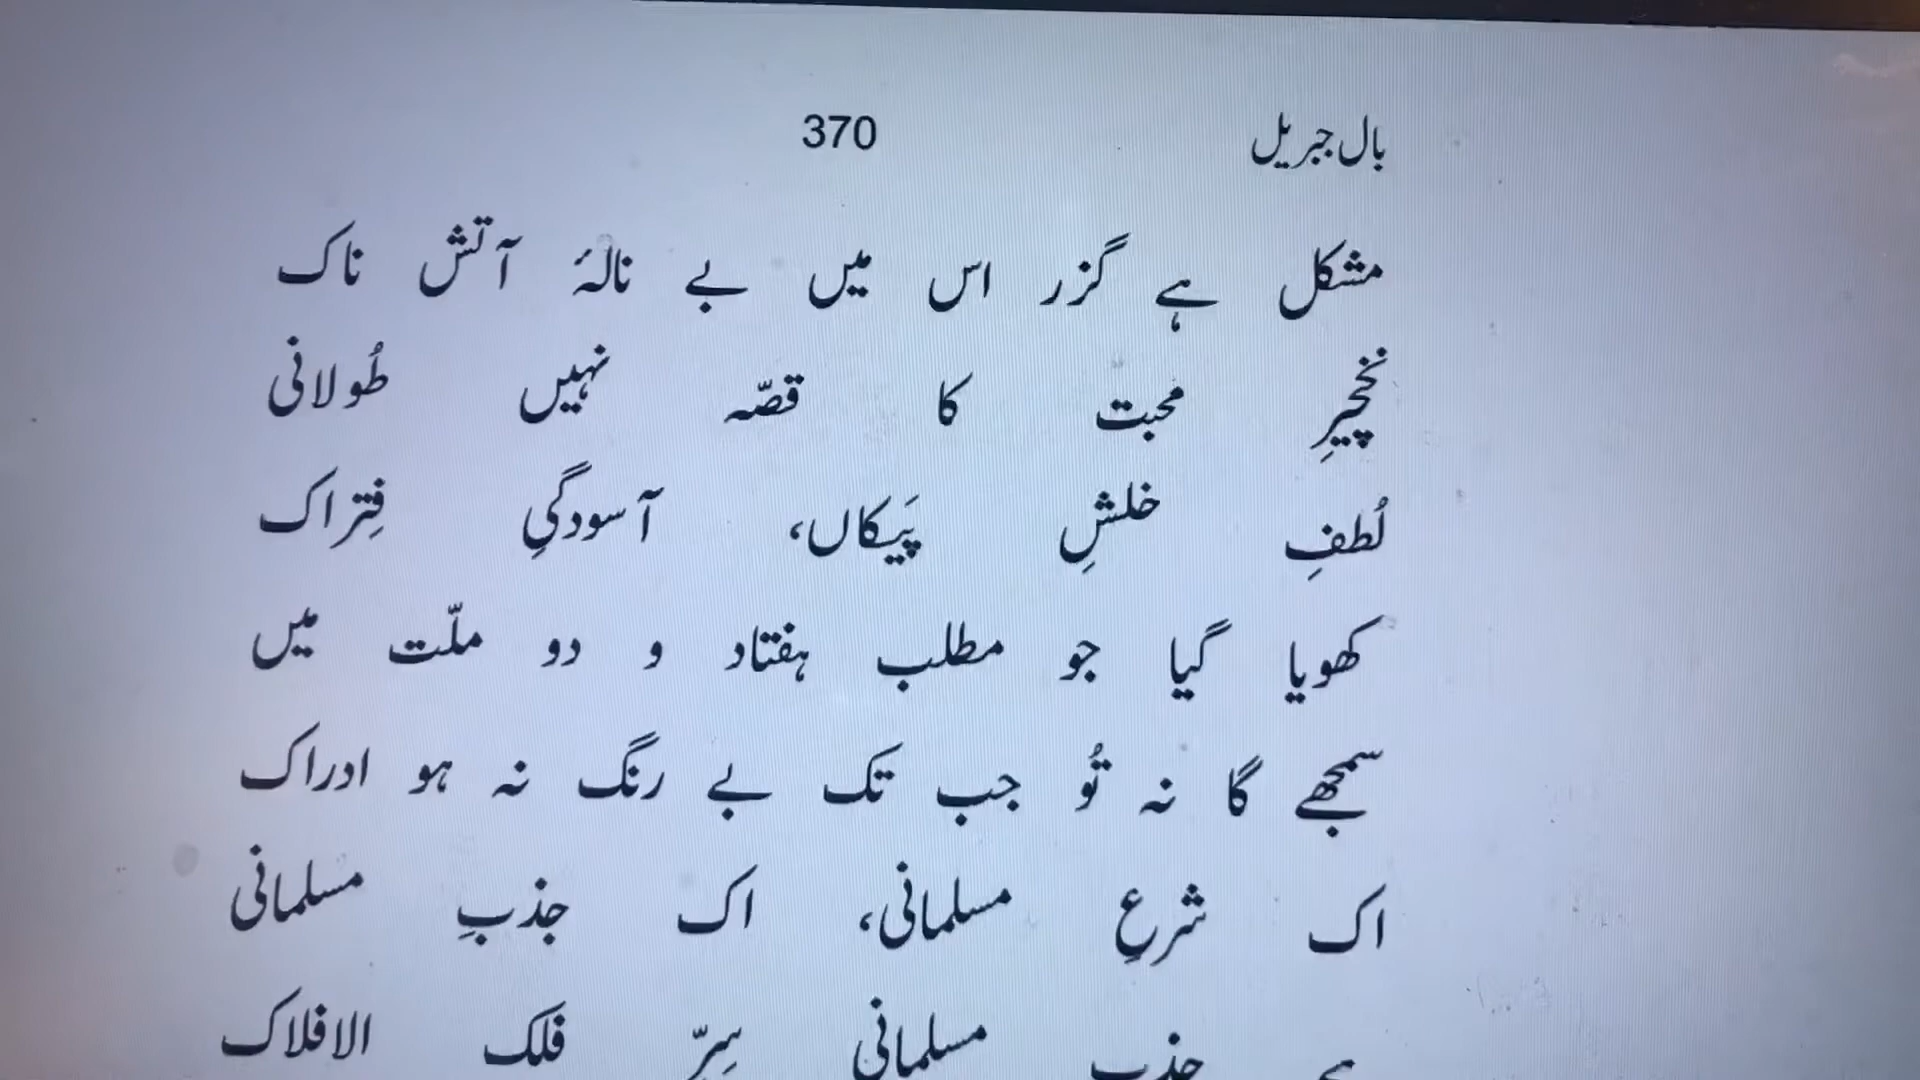 بال جبریل 370
مشکل ہے گزر اس میں بے نالۂ آتش ناک
نخچیرِ محبت کا قصّہ نہیں طُولانی
لُطفِ خلشِ پَیکاں، آسودگیِ فِتراک
کھویا گیا جو مطلب ہفتاد و دو ملّت میں
سمجھے گا نہ تُو جب تک بے رنگ نہ ہو ادراک
اک شرعِ مسلمانی، اک جذبِ مسلمانی
ہے جذبِ مسلمانی سِرِّ فلک الافلاک